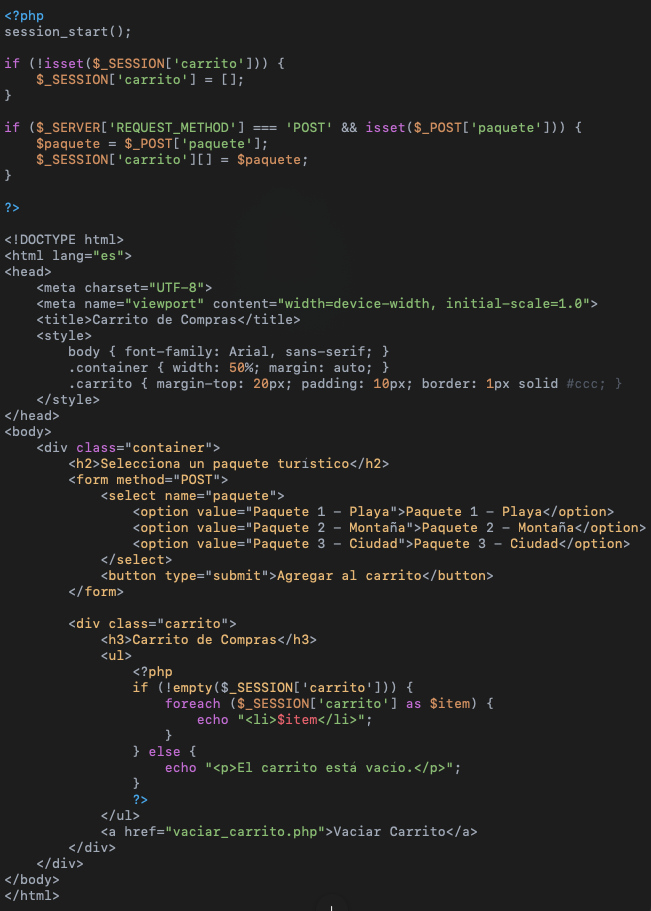 <?php
session_start();

if (!isset($_SESSION['carrito'])) {
    $_SESSION['carrito'] = [];
}

if ($_SERVER['REQUEST_METHOD'] === 'POST' && isset($_POST['paquete'])) {
    $paquete = $_POST['paquete'];
    $_SESSION['carrito'][] = $paquete;
}

?>

<!DOCTYPE html>
<html lang="es">
<head>
    <meta charset="UTF-8">
    <meta name="viewport" content="width=device-width, initial-scale=1.0">
    <title>Carrito de Compras</title>
    <style>
        body { font-family: Arial, sans-serif; }
        .container { width: 50%; margin: auto; }
        .carrito { margin-top: 20px; padding: 10px; border: 1px solid #ccc; }
    </style>
</head>
<body>
    <div class="container">
        <h2>Selecciona un paquete turístico</h2>
        <form method="POST">
            <select name="paquete">
                <option value="Paquete 1 - Playa">Paquete 1 - Playa</option>
                <option value="Paquete 2 - Montaña">Paquete 2 - Montaña</option>
                <option value="Paquete 3 - Ciudad">Paquete 3 - Ciudad</option>
            </select>
            <button type="submit">Agregar al carrito</button>
        </form>

        <div class="carrito">
            <h3>Carrito de Compras</h3>
            <ul>
                <?php
                if (!empty($_SESSION['carrito'])) {
                    foreach ($_SESSION['carrito'] as $item) {
                        echo "<li>$item</li>";
                    }
                } else {
                    echo "<p>El carrito está vacío.</p>";
                }
                ?>
            </ul>
            <a href="vaciar_carrito.php">Vaciar Carrito</a>
        </div>
    </div>
</body>
</html>